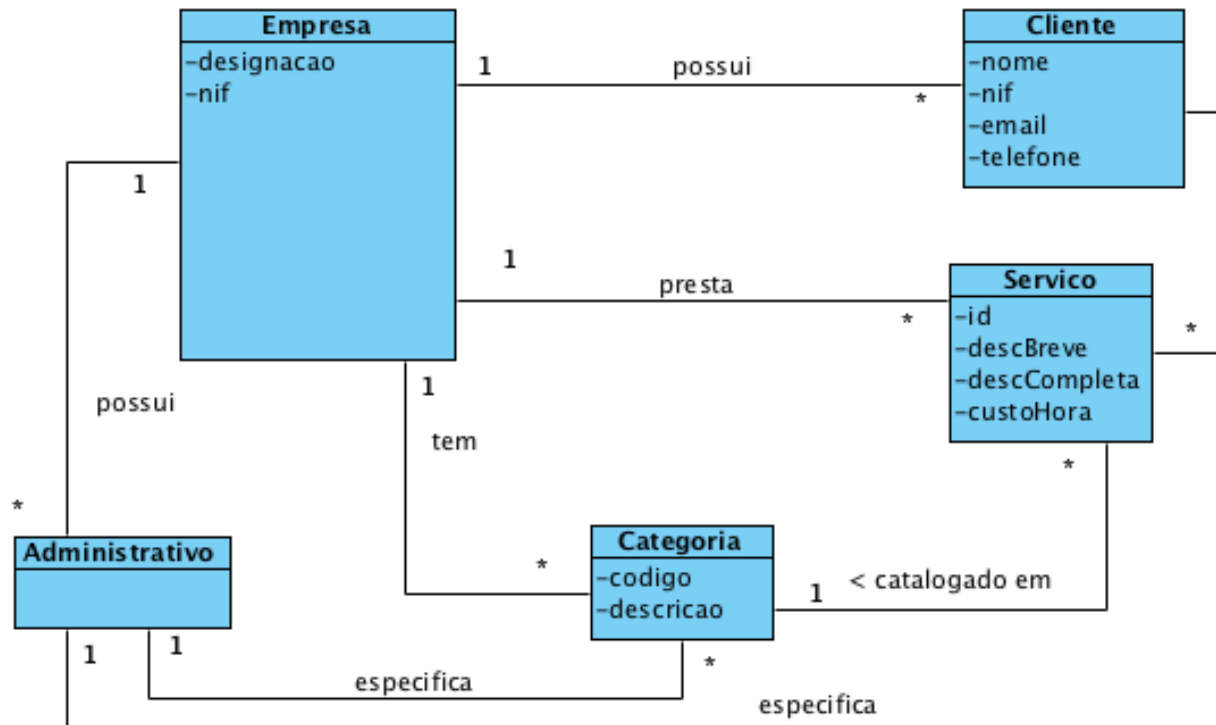 Empresa
-designacao
-nif
1
possui
*
Cliente
-nome
-nif
-email
-telefone
1
1
presta
*
Servico
-id
-descBreve
-descCompleta
-custoHora
*
possui
1
tem
*
*
Administrativo
*
Categoria
-codigo
-descricao
1
< catalogado em
1
1
especifica
*
especifica